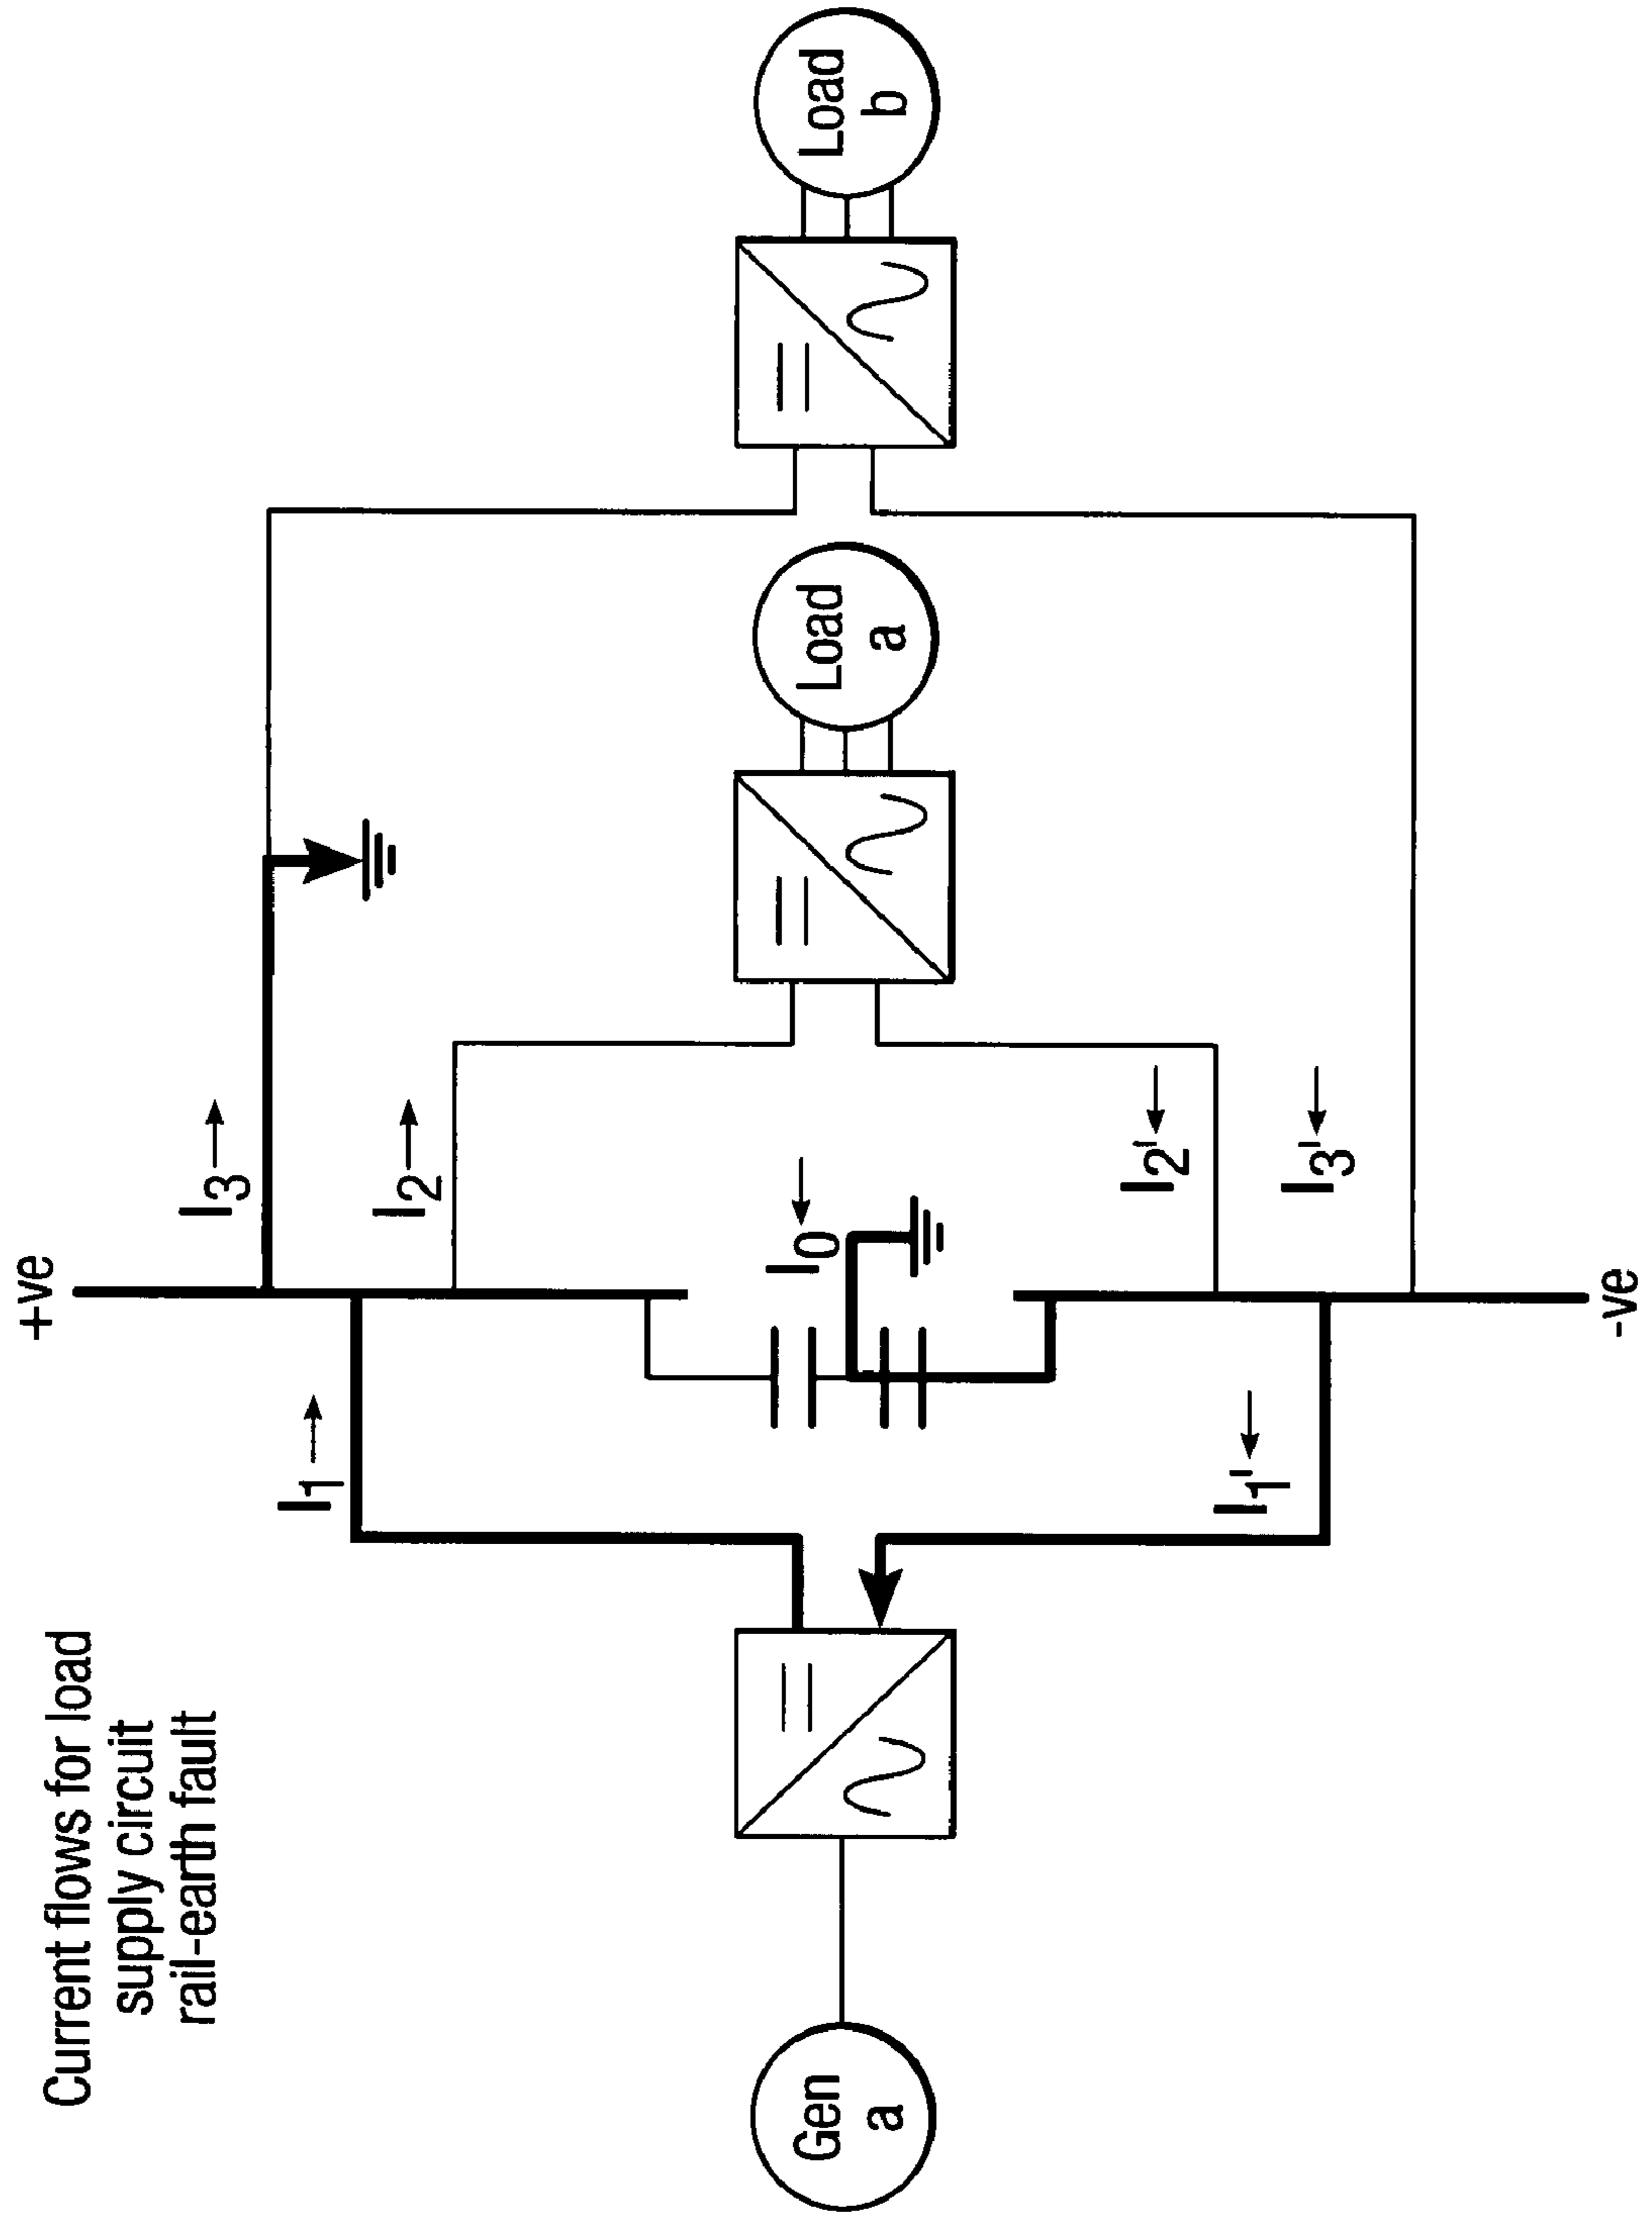 Current flows for load
supply circuit
rail-earth fault
+ve
I3
I2
I1
I0
I1'
I2'
I3'
-ve
Gen
a
Load
a
Load
b